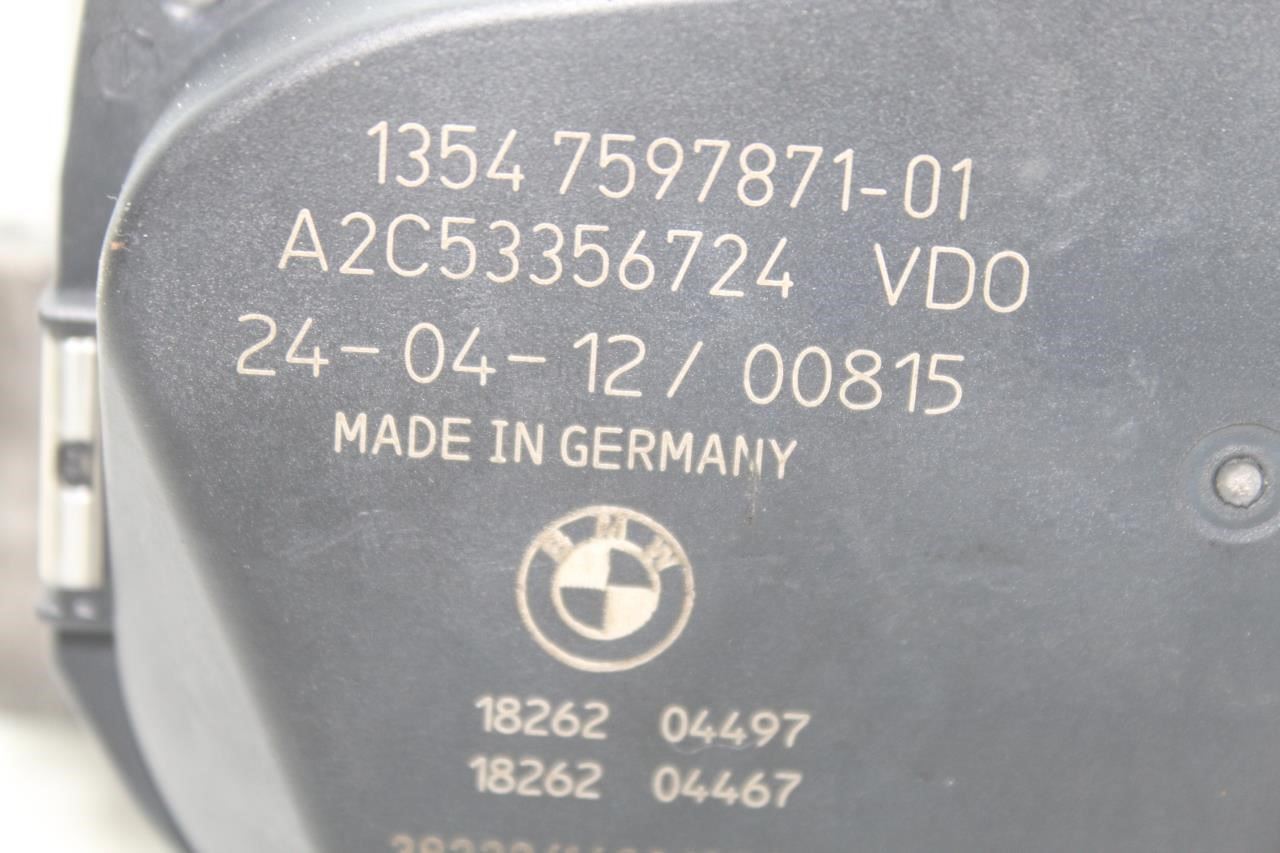 1354 7597871-01
A2C53356724 VDO
24-04-12/ 00815
MADE IN GERMANY
BMW
18262 04497
18262 04467